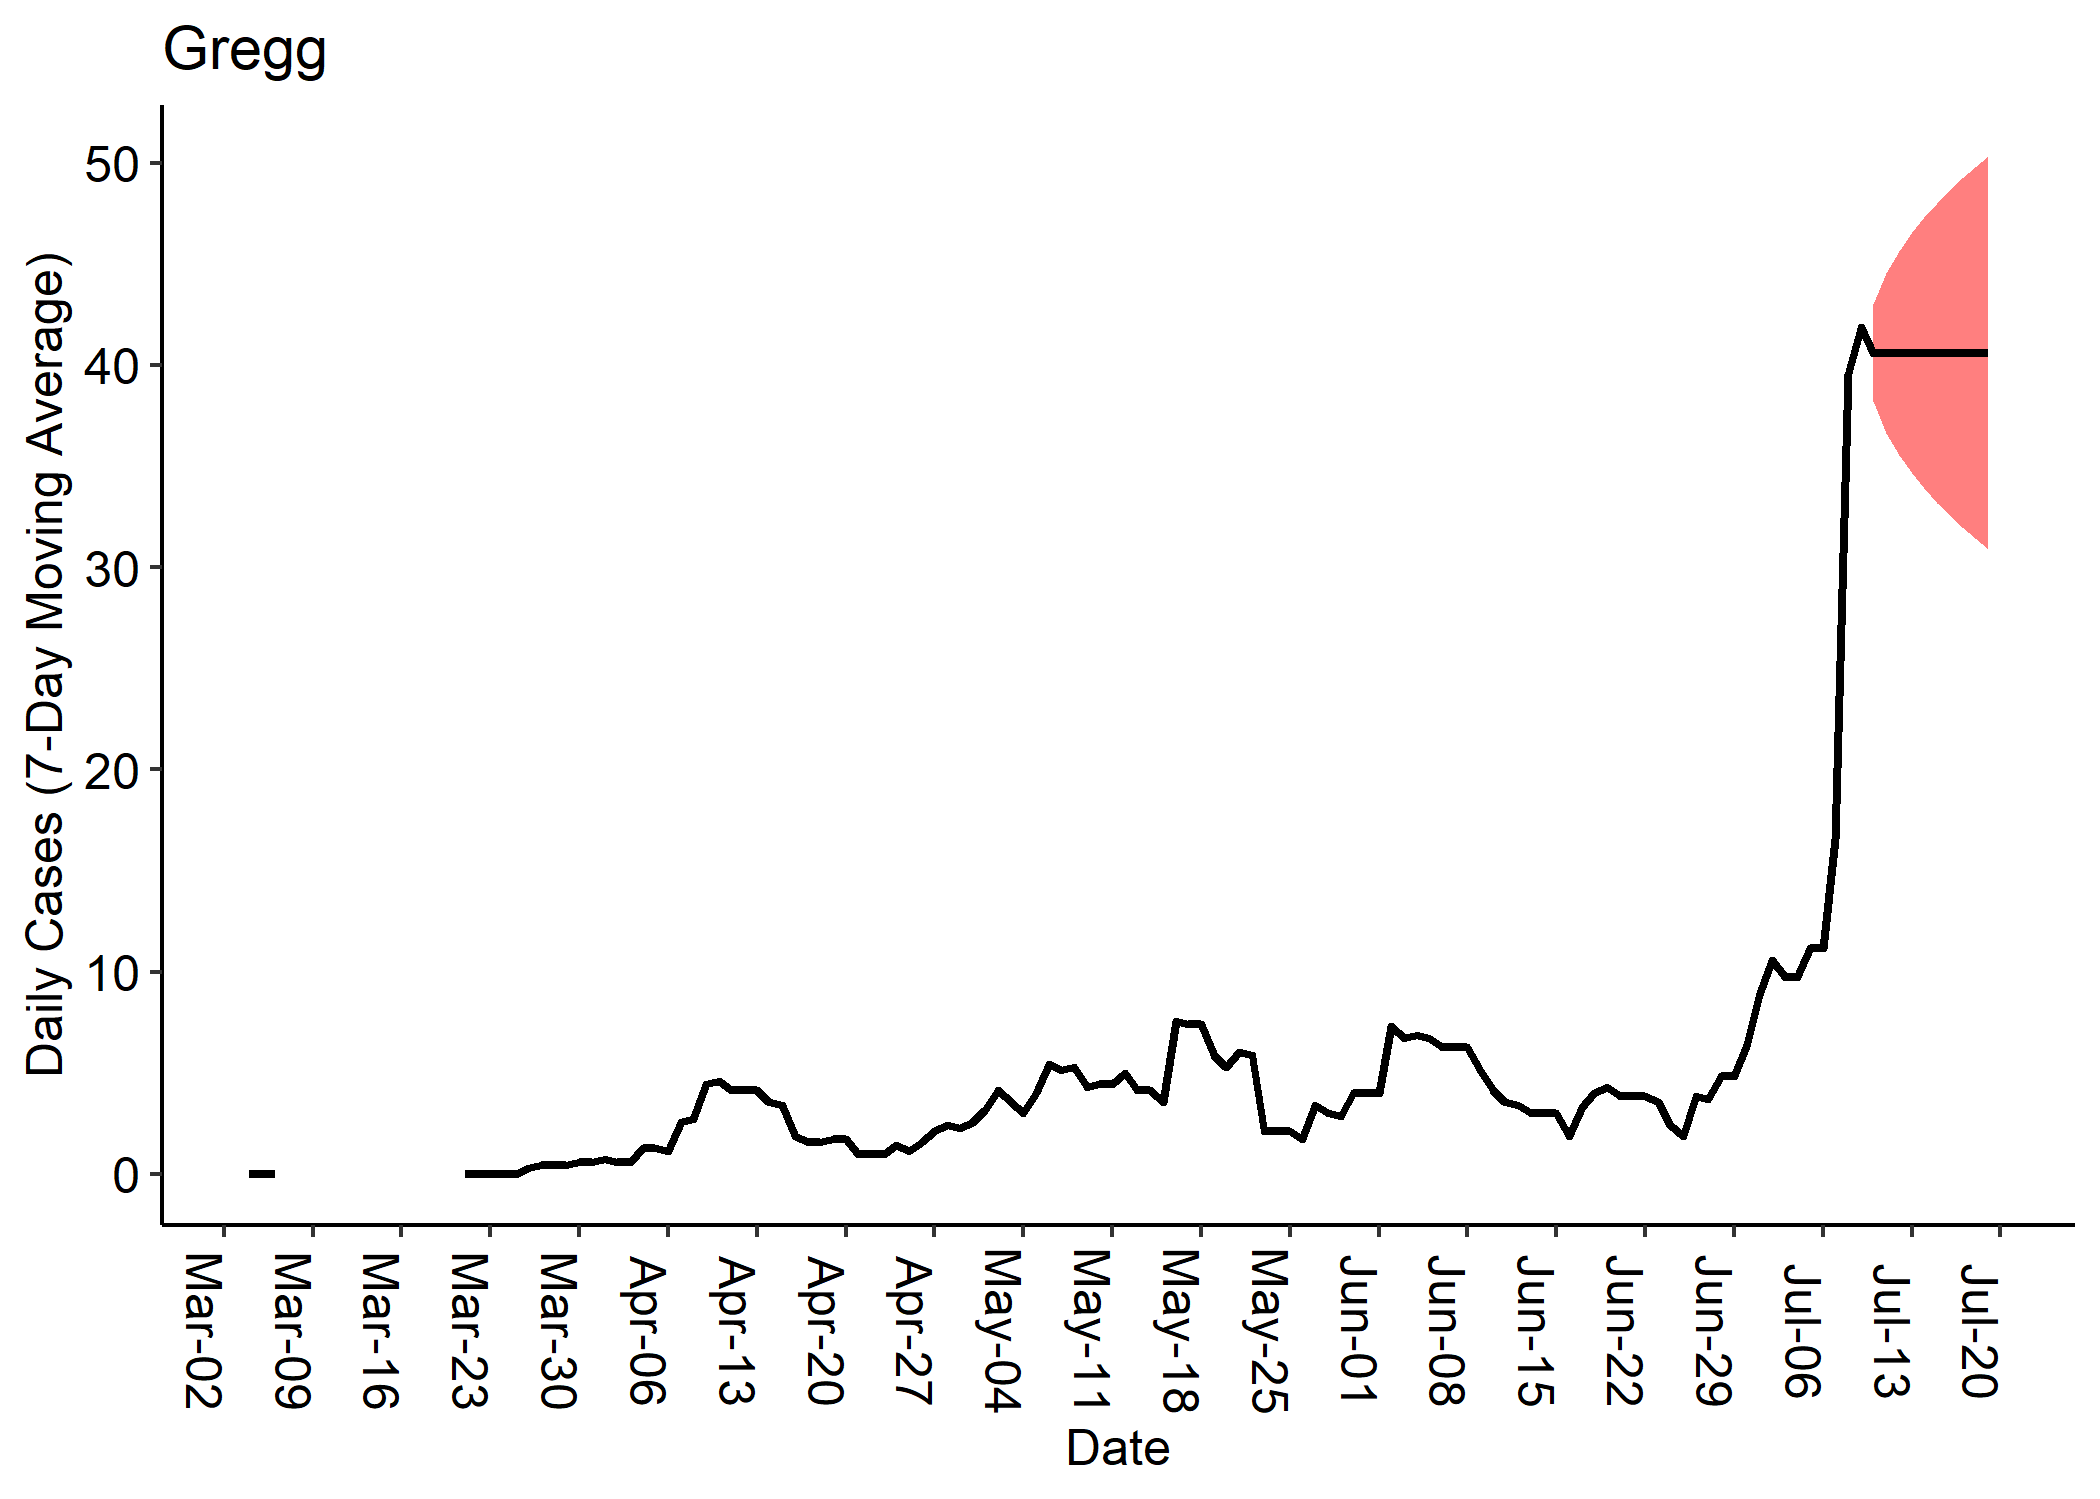 Gregg
Daily Cases (7-Day Moving Average)
50
40
30
20
10
0
Mar-02
Mar-09
Mar-16
Mar-23
Mar-30
Apr-06
Apr-13
Apr-20
Apr-27
May-04
May-11
May-18
May-25
Jun-01
Jun-08
Jun-15
Jun-22
Jun-29
Jul-06
Jul-13
Jul-20
Date